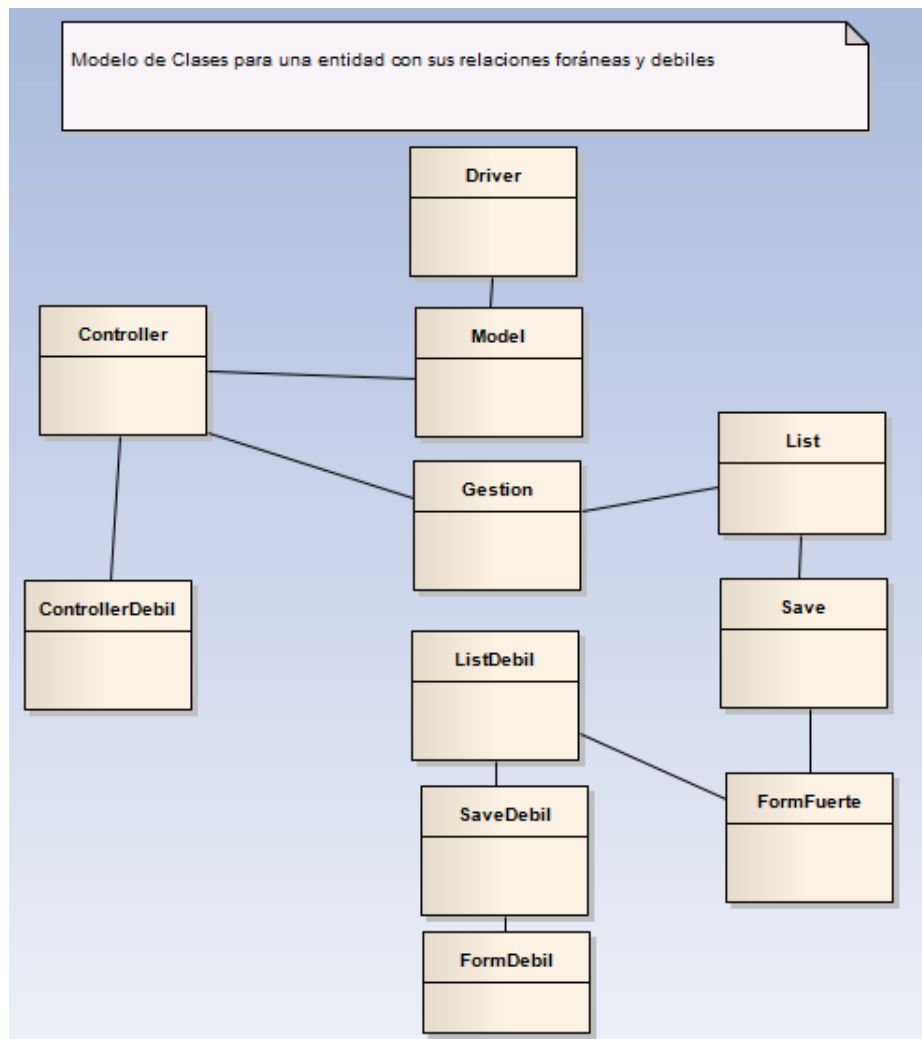 Modelo de Clases para una entidad con sus relaciones foráneas y debiles
Driver
Controller
Model
List
Gestion
ControllerDebil
Save
ListDebil
FormFuerte
SaveDebil
FormDebil